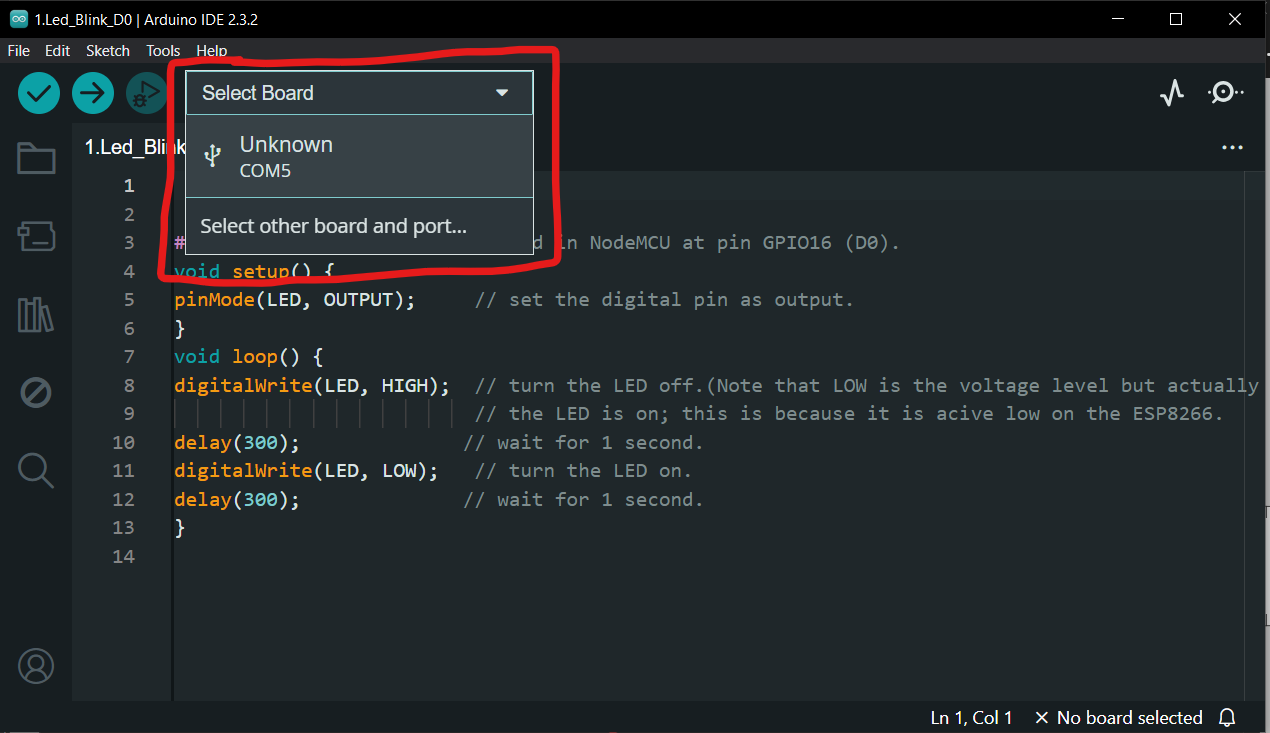 1.Led_Blink_D0 | Arduino IDE 2.3.2
File Edit Sketch Tools Help
Select Board
Unknown
COM5
Select other board and port...
1.Led_Blink
1
2
3 # in NodeMCU at pin GPIO16 (D0).
4 void setup() {
5 pinMode(LED, OUTPUT); // set the digital pin as output.
6 }
7 void loop() {
8 digitalWrite(LED, HIGH); // turn the LED off.(Note that LOW is the voltage level but actually
9 // the LED is on; this is because it is acive low on the ESP8266.
10 delay(300); // wait for 1 second.
11 digitalWrite(LED, LOW); // turn the LED on.
12 delay(300); // wait for 1 second.
13 }
14
Ln 1, Col 1 × No board selected